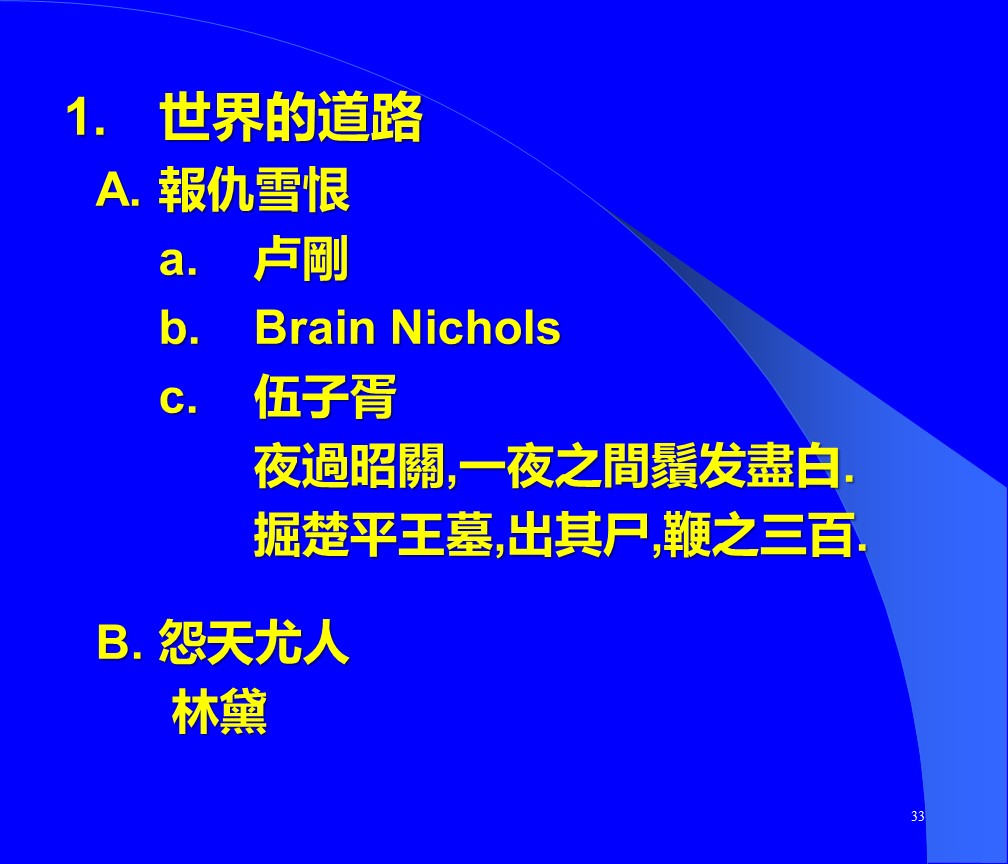 1. 世界的道路
A. 報仇雪恨
a. 卢剛
b. Brain Nichols
c. 伍子胥
夜過昭關,一夜之間鬚发盡白.
掘楚平王墓,出其尸,鞭之三百.
B. 怨天尤人
林黛
33